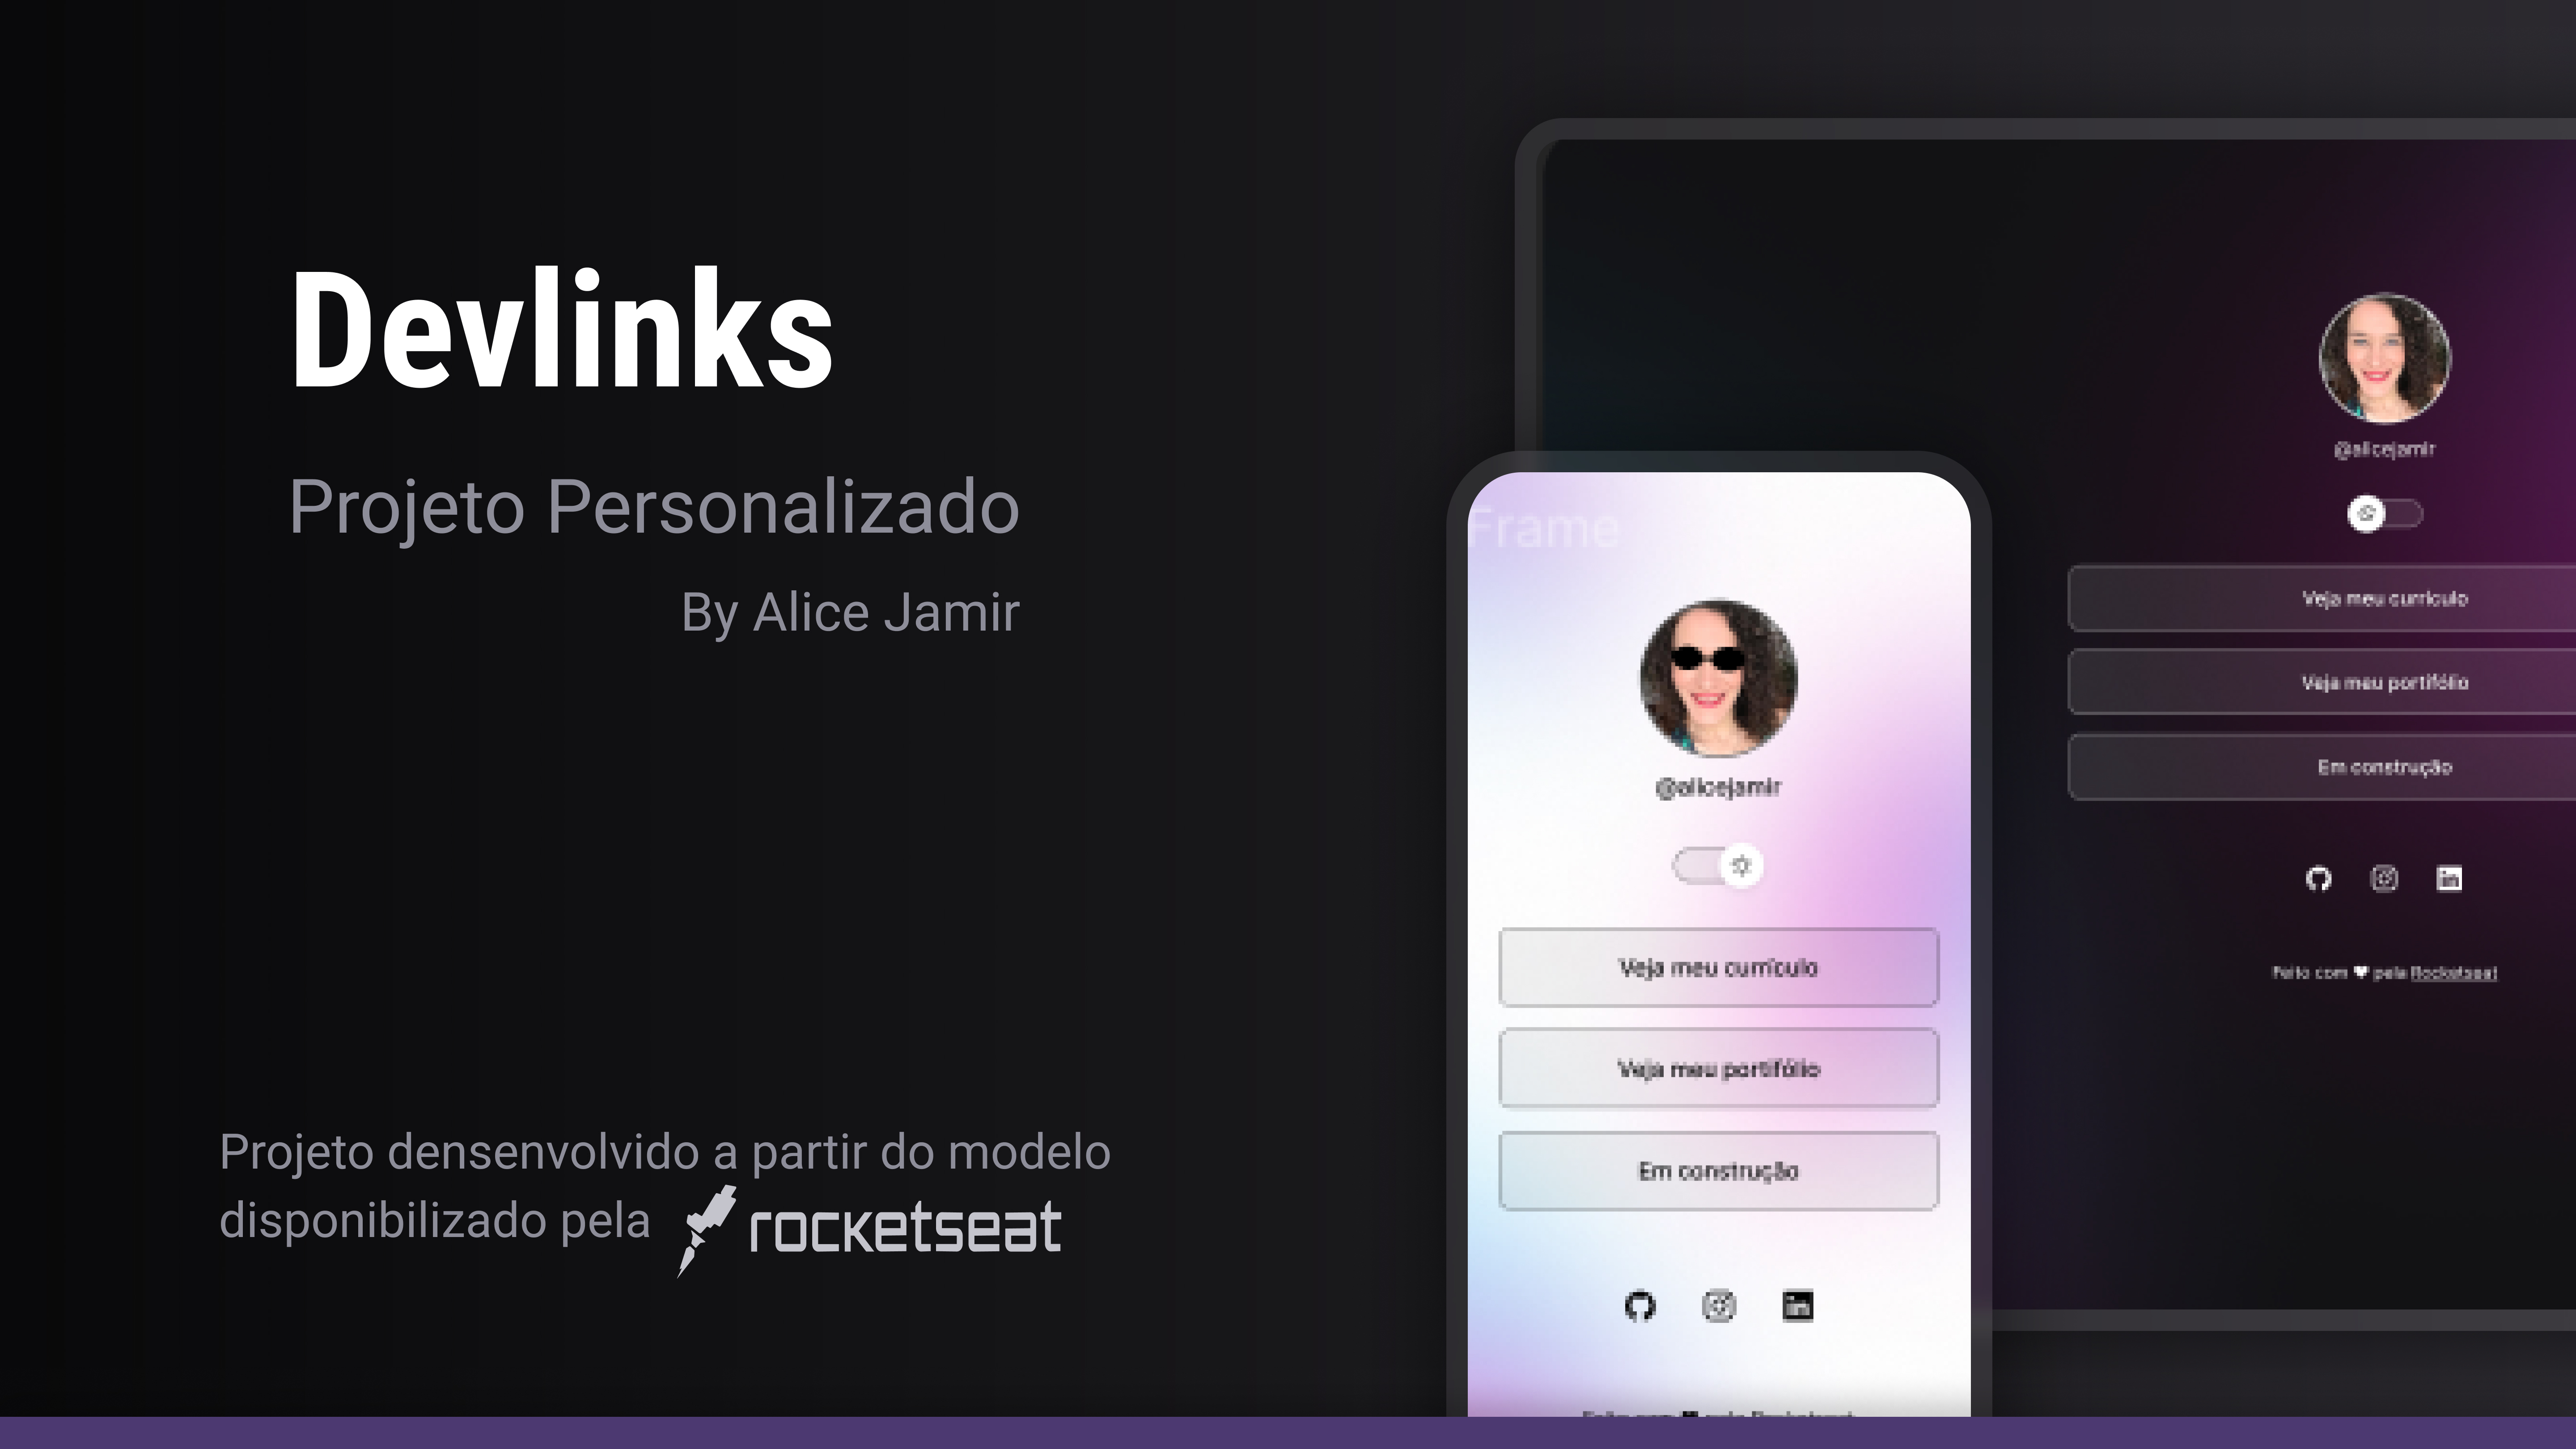 Devlinks
Projeto Personalizado
By Alice Jamir
Projeto densenvolvido a partir do modelo
disponibilizado pela rocketseat
Frame
@alicejamir
Veja meu currículo
Veja meu portifólio
Em construção
@alicejamir
Veja meu currículo
Veja meu portifólio
Em construção
Feito com ♥ pela Rocketseat